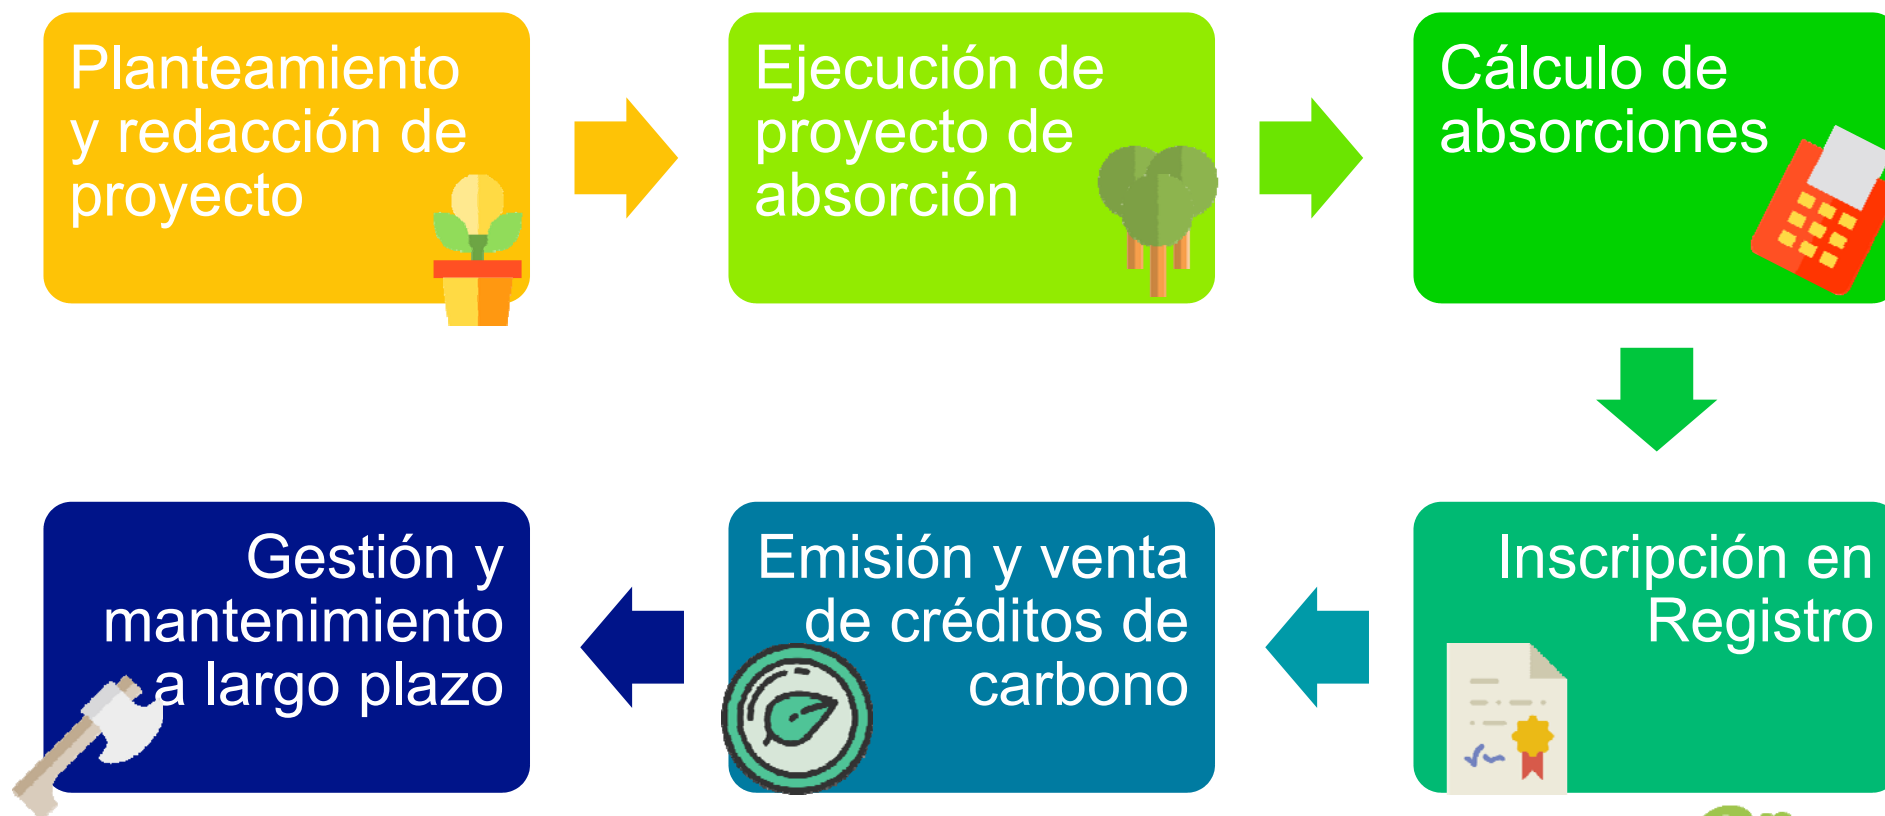 Planteamiento
y redacción de
proyecto
Ejecución de
proyecto de
absorción
Cálculo de
absorciones
Inscripción en
Registro
Emisión y venta
de créditos de
carbono
Gestión y
mantenimiento
a largo plazo